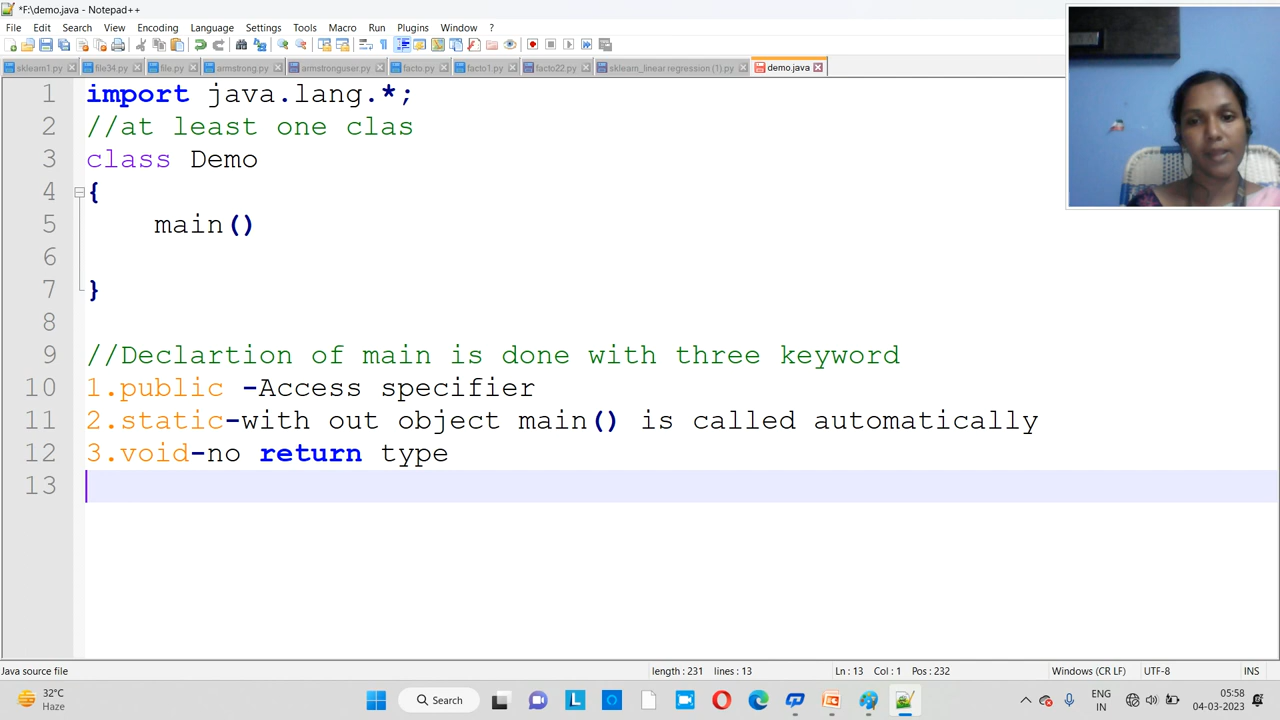 *F:\demo.java - Notepad++
File Edit Search View Encoding Language Settings Tools Macro Run Plugins Window ?
sklearn1.py file34.py file.py armstrong.py armstronguser.py facto.py facto1.py facto22.py sklearn_linear regression (1).py demo.java
1 import java.lang.*;
2 //at least one clas
3 class Demo
4 {
5 main()
6
7 }
8
9 //Declartion of main is done with three keyword
10 1.public -Access specifier
11 2.static-with out object main() is called automatically
12 3.void-no return type
13
Java source file length : 231 lines : 13 Ln : 13 Col : 1 Pos : 232 Windows (CR LF) UTF-8 INS
32°C Search ENG 05:58
Haze IN 04-03-2023